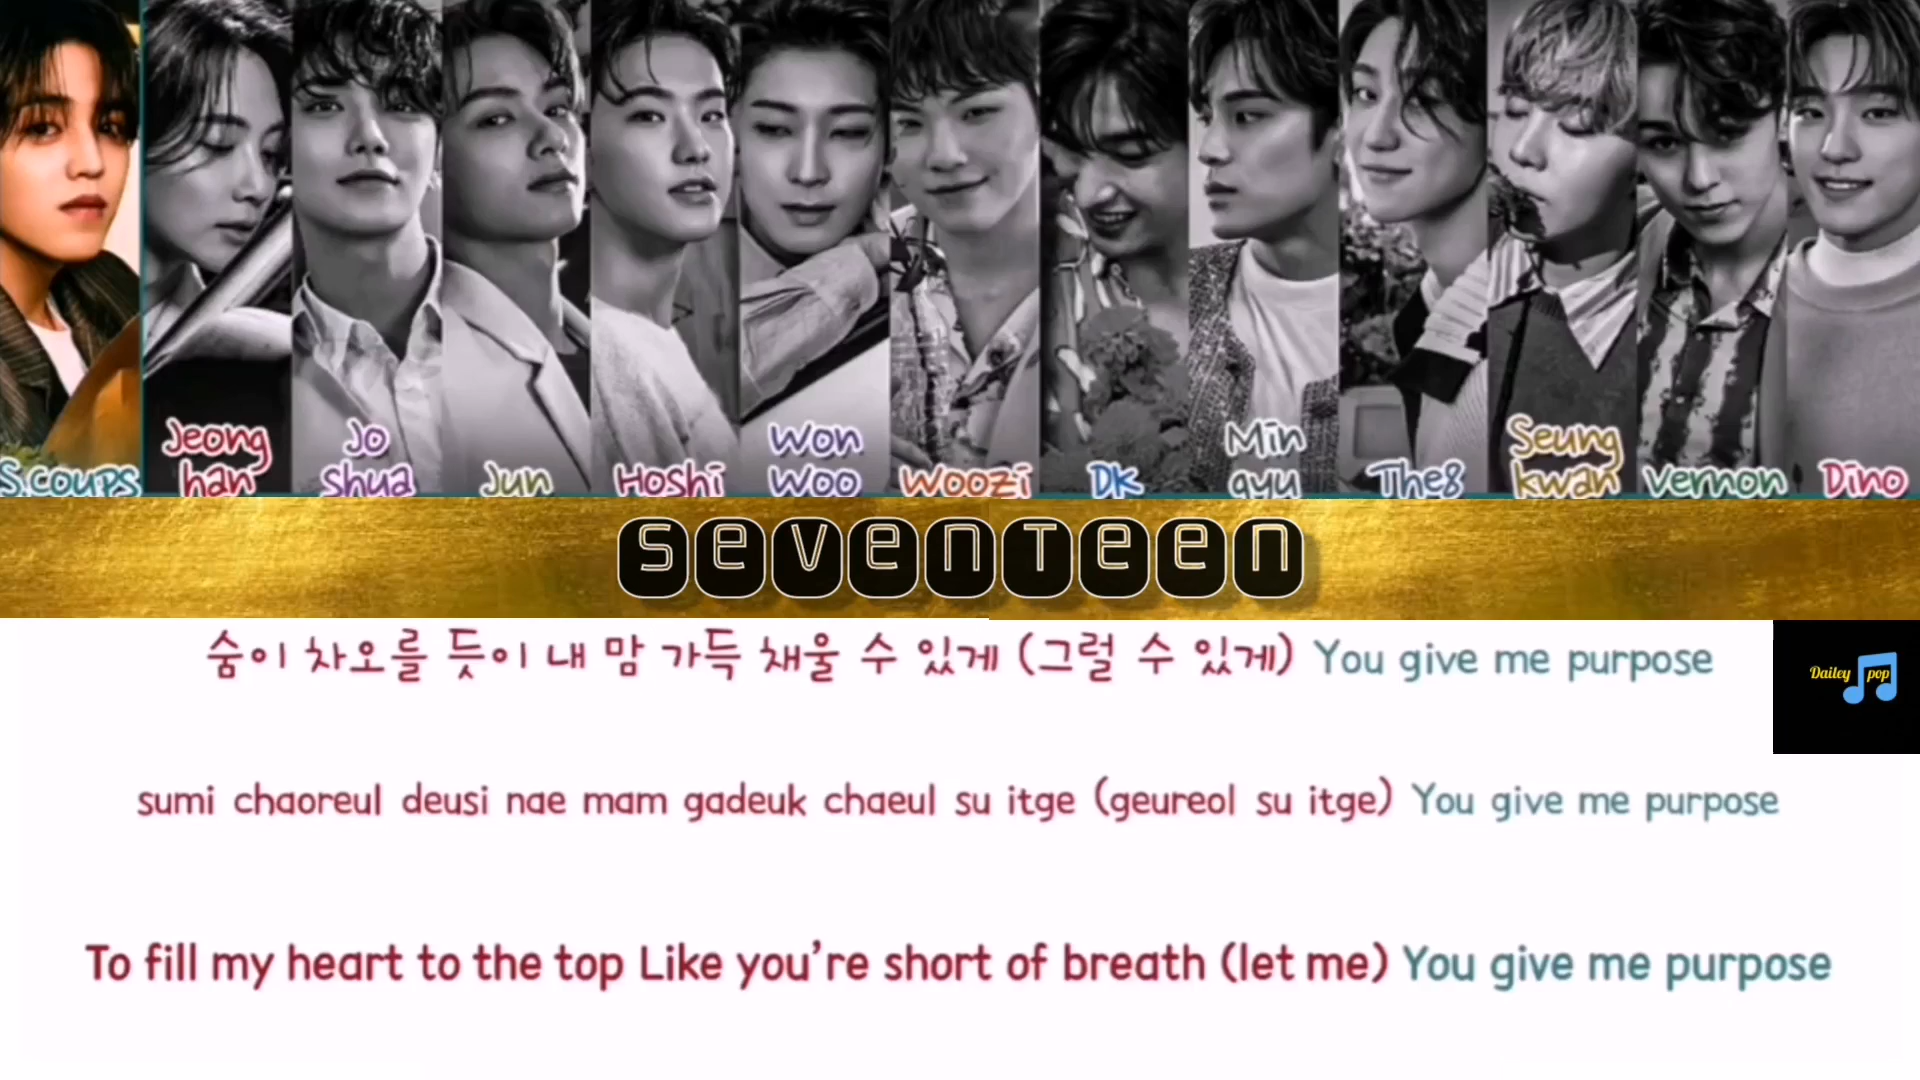 S.coups
Jeong
han
Jo
shua
Jun
Hoshi
Won
Woo
Woozi
Dk
Min
gyu
The8
Seung
kwan
vernon
Dino
SEVENTEEN
숨이 차오를 듯이 내 맘 가득 채울 수 있게 (그럴 수 있게) You give me purpose
Dailey pop
sumi chaoreul deusi nae mam gadeuk chaeul su itge (geureol su itge) You give me purpose
To fill my heart to the top Like you're short of breath (let me) You give me purpose